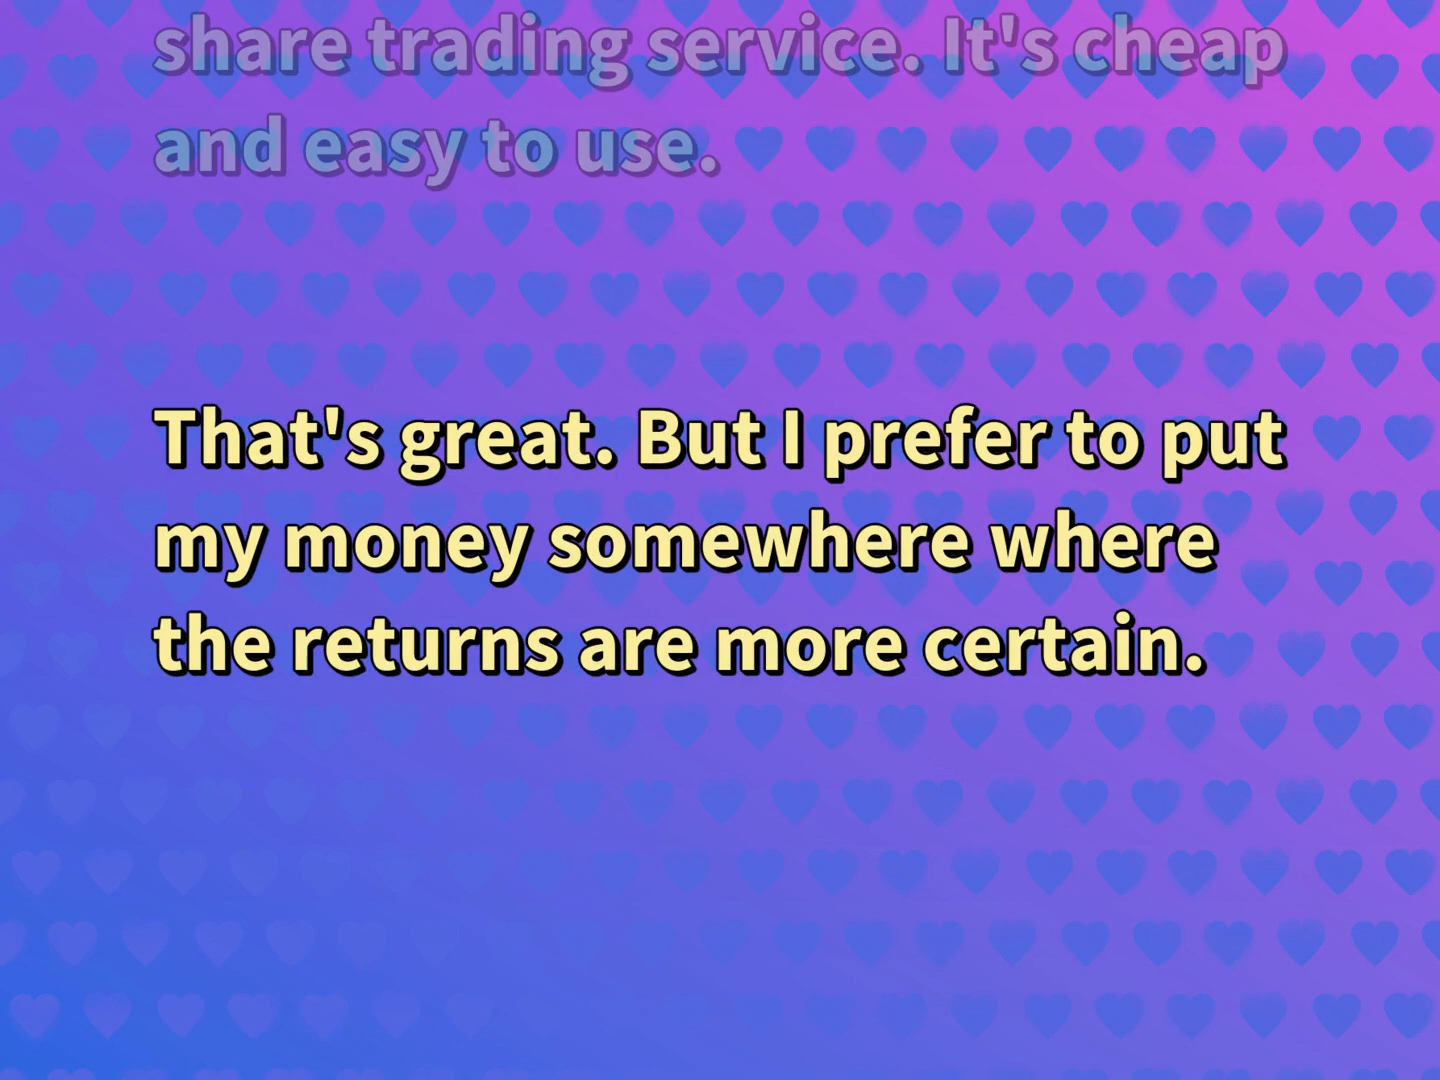 share trading service. It's cheap
and easy to use.
That's great. But I prefer to put
my money somewhere where
the returns are more certain.